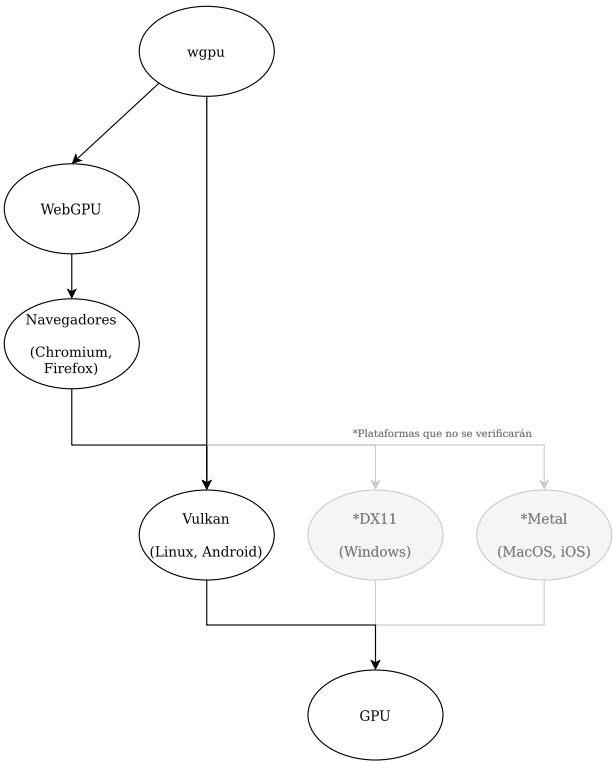 wgpu
WebGPU
Navegadores
(Chromium,
Firefox)
*Plataformas que no se verificarán
Vulkan
(Linux, Android)
*DX11
(Windows)
*Metal
(MacOS, iOS)
GPU